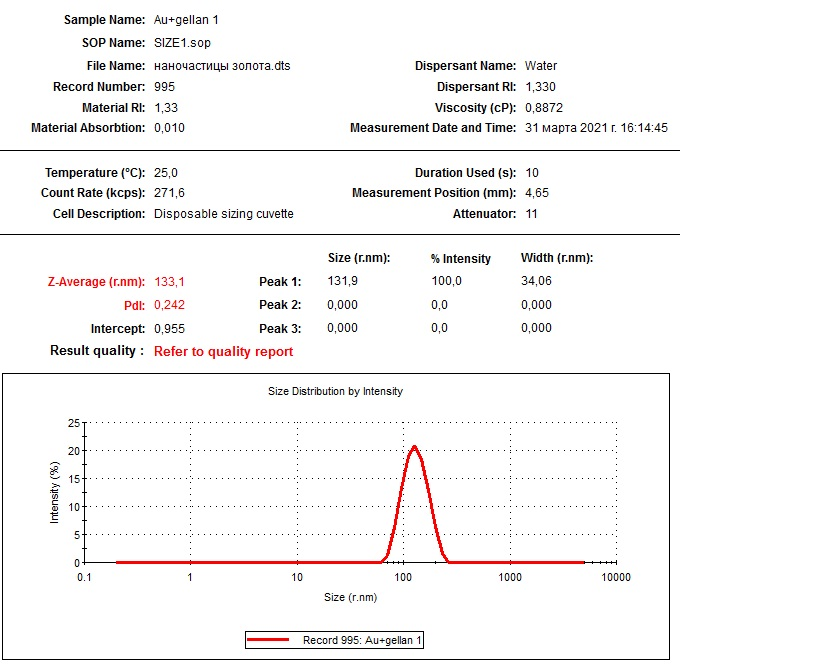 Sample Name: Au+gellan 1
SOP Name: SIZE1.sop
File Name: наночастицы золота.dts Dispersant Name: Water
Record Number: 995 Dispersant RI: 1,330
Material RI: 1,33 Viscosity (cP): 0,8872
Material Absorbtion: 0,010 Measurement Date and Time: 31 марта 2021 г. 16:14:45
Temperature (°C): 25,0 Duration Used (s): 10
Count Rate (kcps): 271,6 Measurement Position (mm): 4,65
Cell Description: Disposable sizing cuvette Attenuator: 11
Size (r.nm): % Intensity Width (r.nm):
Z-Average (r.nm): 133,1 Peak 1: 131,9 100,0 34,06
PdI: 0,242 Peak 2: 0,000 0,0 0,000
Intercept: 0,955 Peak 3: 0,000 0,0 0,000
Result quality : Refer to quality report
Size Distribution by Intensity
25
20
15
10
5
0
Intensity (%)
0.1 1 10 100 1000 10000
Size (r.nm)
Record 995: Au+gellan 1